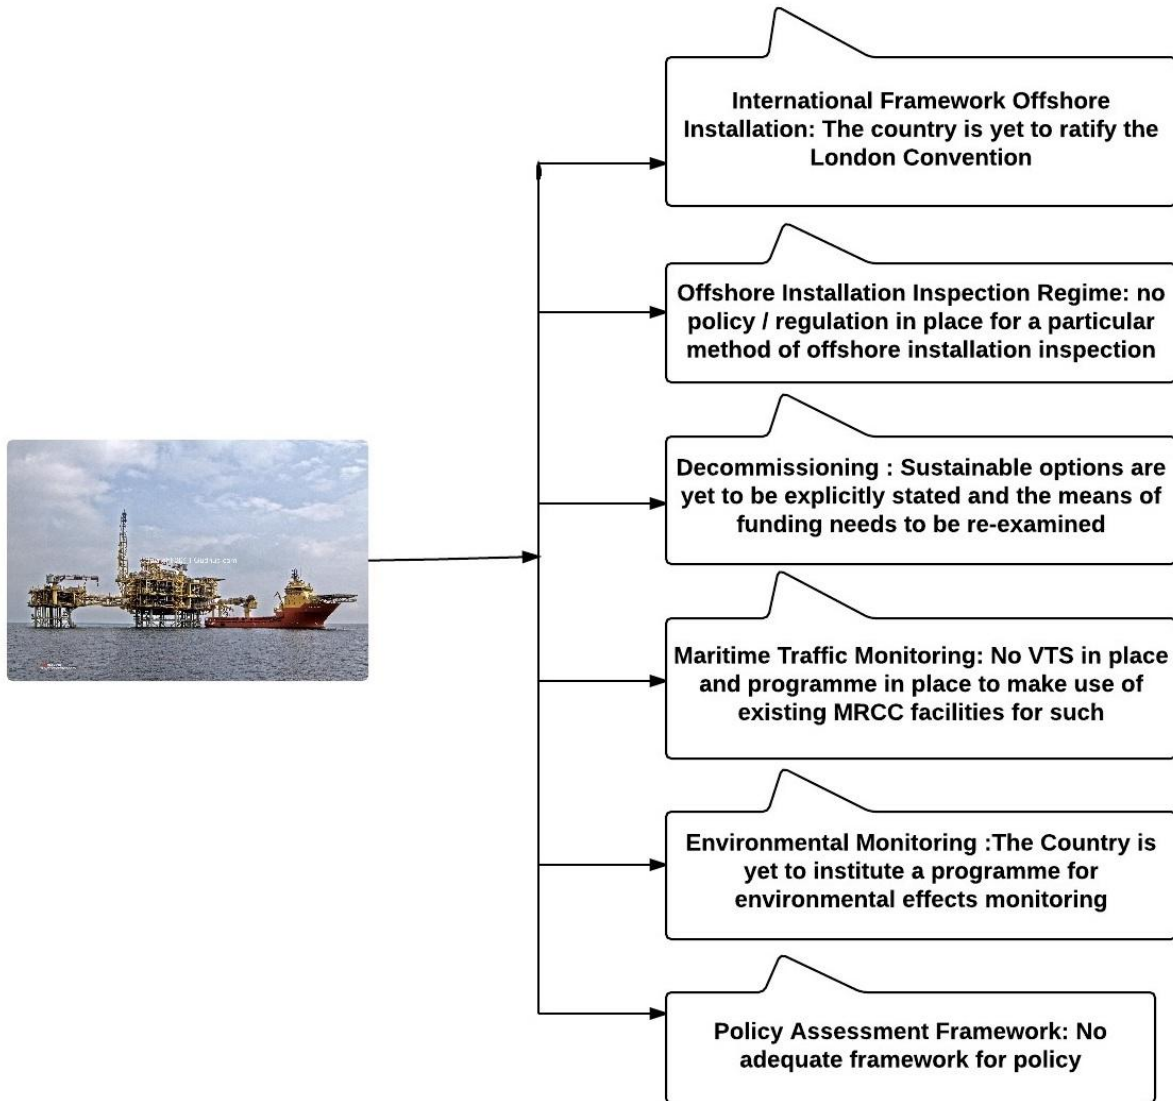 International Framework Offshore
Installation: The country is yet to ratify the
London Convention
Offshore Installation Inspection Regime: no
policy / regulation in place for a particular
method of offshore installation inspection
Decommissioning : Sustainable options are
yet to be explicitly stated and the means of
funding needs to be re-examined
Maritime Traffic Monitoring: No VTS in place
and programme in place to make use of
existing MRCC facilities for such
Environmental Monitoring :The Country is
yet to institute a programme for
environmental effects monitoring
Policy Assessment Framework: No
adequate framework for policy